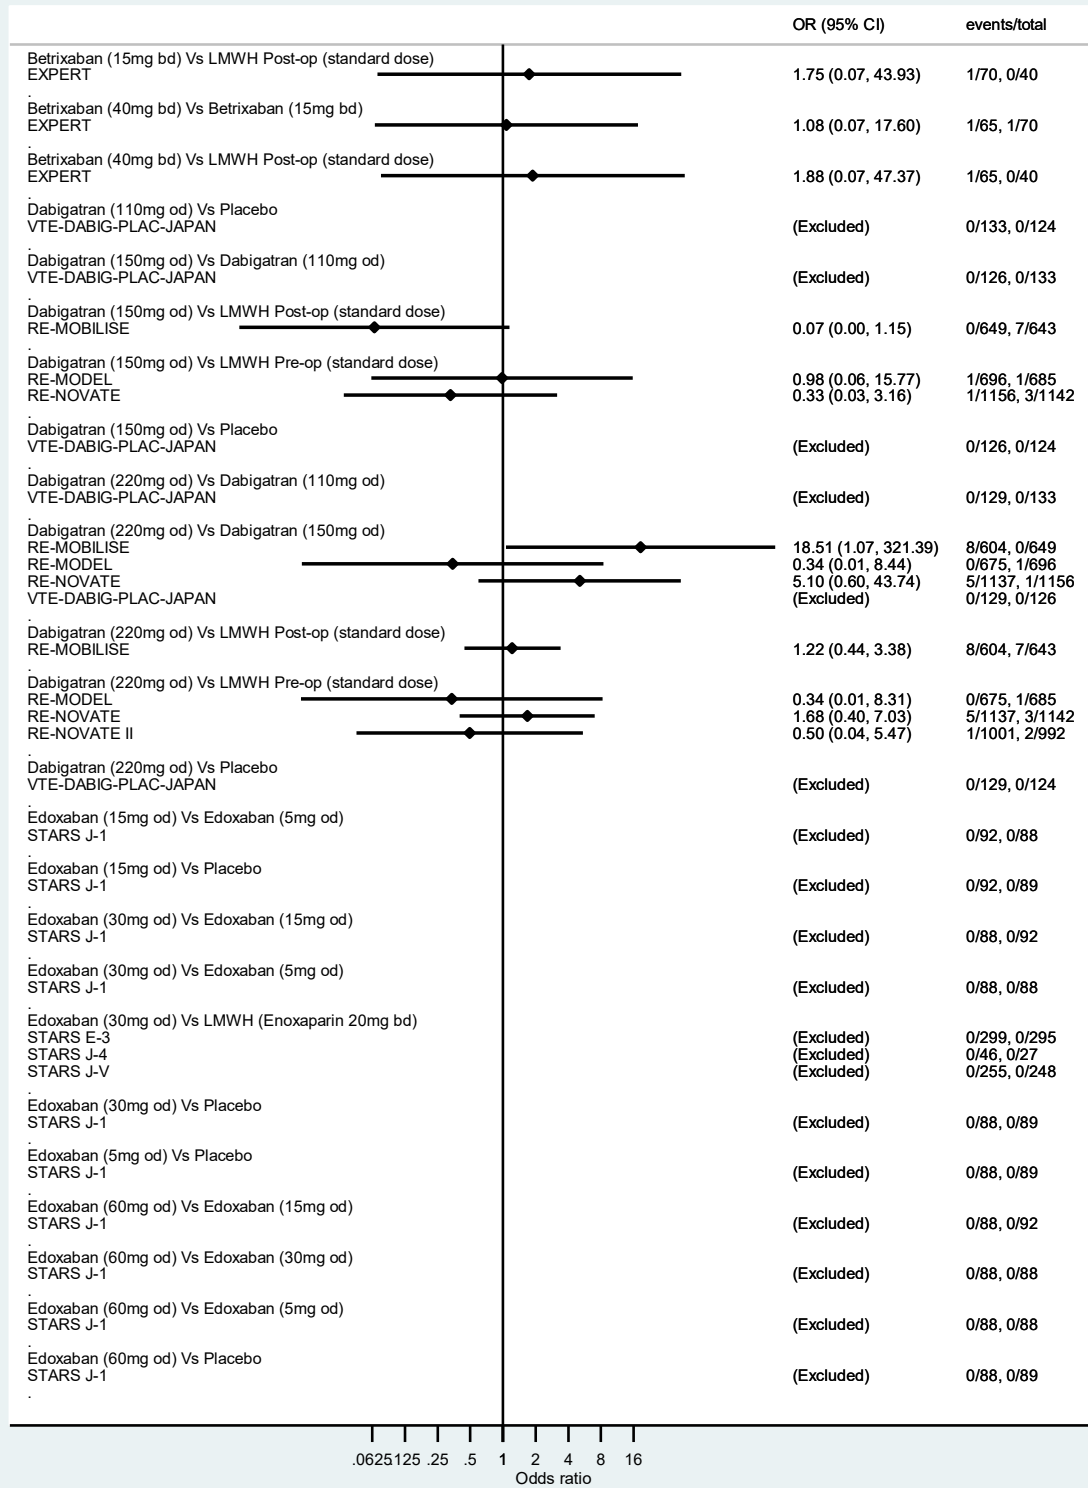 OR (95% CI) events/total
Betrixaban (15mg bd) Vs LMWH Post-op (standard dose)
EXPERT 1.75 (0.07, 43.93) 1/70, 0/40
.
Betrixaban (40mg bd) Vs Betrixaban (15mg bd)
EXPERT 1.08 (0.07, 17.60) 1/65, 1/70
.
Betrixaban (40mg bd) Vs LMWH Post-op (standard dose)
EXPERT 1.88 (0.07, 47.37) 1/65, 0/40
.
Dabigatran (110mg od) Vs Placebo
VTE-DABIG-PLAC-JAPAN (Excluded) 0/133, 0/124
.
Dabigatran (150mg od) Vs Dabigatran (110mg od)
VTE-DABIG-PLAC-JAPAN (Excluded) 0/126, 0/133
.
Dabigatran (150mg od) Vs LMWH Post-op (standard dose)
RE-MOBILISE 0.07 (0.00, 1.15) 0/649, 7/643
.
Dabigatran (150mg od) Vs LMWH Pre-op (standard dose)
RE-MODEL 0.98 (0.06, 15.77) 1/696, 1/685
RE-NOVATE 0.33 (0.03, 3.16) 1/1156, 3/1142
.
Dabigatran (150mg od) Vs Placebo
VTE-DABIG-PLAC-JAPAN (Excluded) 0/126, 0/124
.
Dabigatran (220mg od) Vs Dabigatran (110mg od)
VTE-DABIG-PLAC-JAPAN (Excluded) 0/129, 0/133
.
Dabigatran (220mg od) Vs Dabigatran (150mg od)
RE-MOBILISE 18.51 (1.07, 321.39) 8/604, 0/649
RE-MODEL 0.34 (0.01, 8.44) 0/675, 1/696
RE-NOVATE 5.10 (0.60, 43.74) 5/1137, 1/1156
VTE-DABIG-PLAC-JAPAN (Excluded) 0/129, 0/126
.
Dabigatran (220mg od) Vs LMWH Post-op (standard dose)
RE-MOBILISE 1.22 (0.44, 3.38) 8/604, 7/643
.
Dabigatran (220mg od) Vs LMWH Pre-op (standard dose)
RE-MODEL 0.34 (0.01, 8.31) 0/675, 1/685
RE-NOVATE 1.68 (0.40, 7.03) 5/1137, 3/1142
RE-NOVATE II 0.50 (0.04, 5.47) 1/1001, 2/992
.
Dabigatran (220mg od) Vs Placebo
VTE-DABIG-PLAC-JAPAN (Excluded) 0/129, 0/124
.
Edoxaban (15mg od) Vs Edoxaban (5mg od)
STARS J-1 (Excluded) 0/92, 0/88
.
Edoxaban (15mg od) Vs Placebo
STARS J-1 (Excluded) 0/92, 0/89
.
Edoxaban (30mg od) Vs Edoxaban (15mg od)
STARS J-1 (Excluded) 0/88, 0/92
.
Edoxaban (30mg od) Vs Edoxaban (5mg od)
STARS J-1 (Excluded) 0/88, 0/88
.
Edoxaban (30mg od) Vs LMWH (Enoxaparin 20mg bd)
STARS E-3 (Excluded) 0/299, 0/295
STARS J-4 (Excluded) 0/46, 0/27
STARS J-V (Excluded) 0/255, 0/248
.
Edoxaban (30mg od) Vs Placebo
STARS J-1 (Excluded) 0/88, 0/89
.
Edoxaban (5mg od) Vs Placebo
STARS J-1 (Excluded) 0/88, 0/89
.
Edoxaban (60mg od) Vs Edoxaban (15mg od)
STARS J-1 (Excluded) 0/88, 0/92
.
Edoxaban (60mg od) Vs Edoxaban (30mg od)
STARS J-1 (Excluded) 0/88, 0/88
.
Edoxaban (60mg od) Vs Edoxaban (5mg od)
STARS J-1 (Excluded) 0/88, 0/88
.
Edoxaban (60mg od) Vs Placebo
STARS J-1 (Excluded) 0/88, 0/89
.
.0625 .125 .25 .5 1 2 4 8 16
Odds ratio